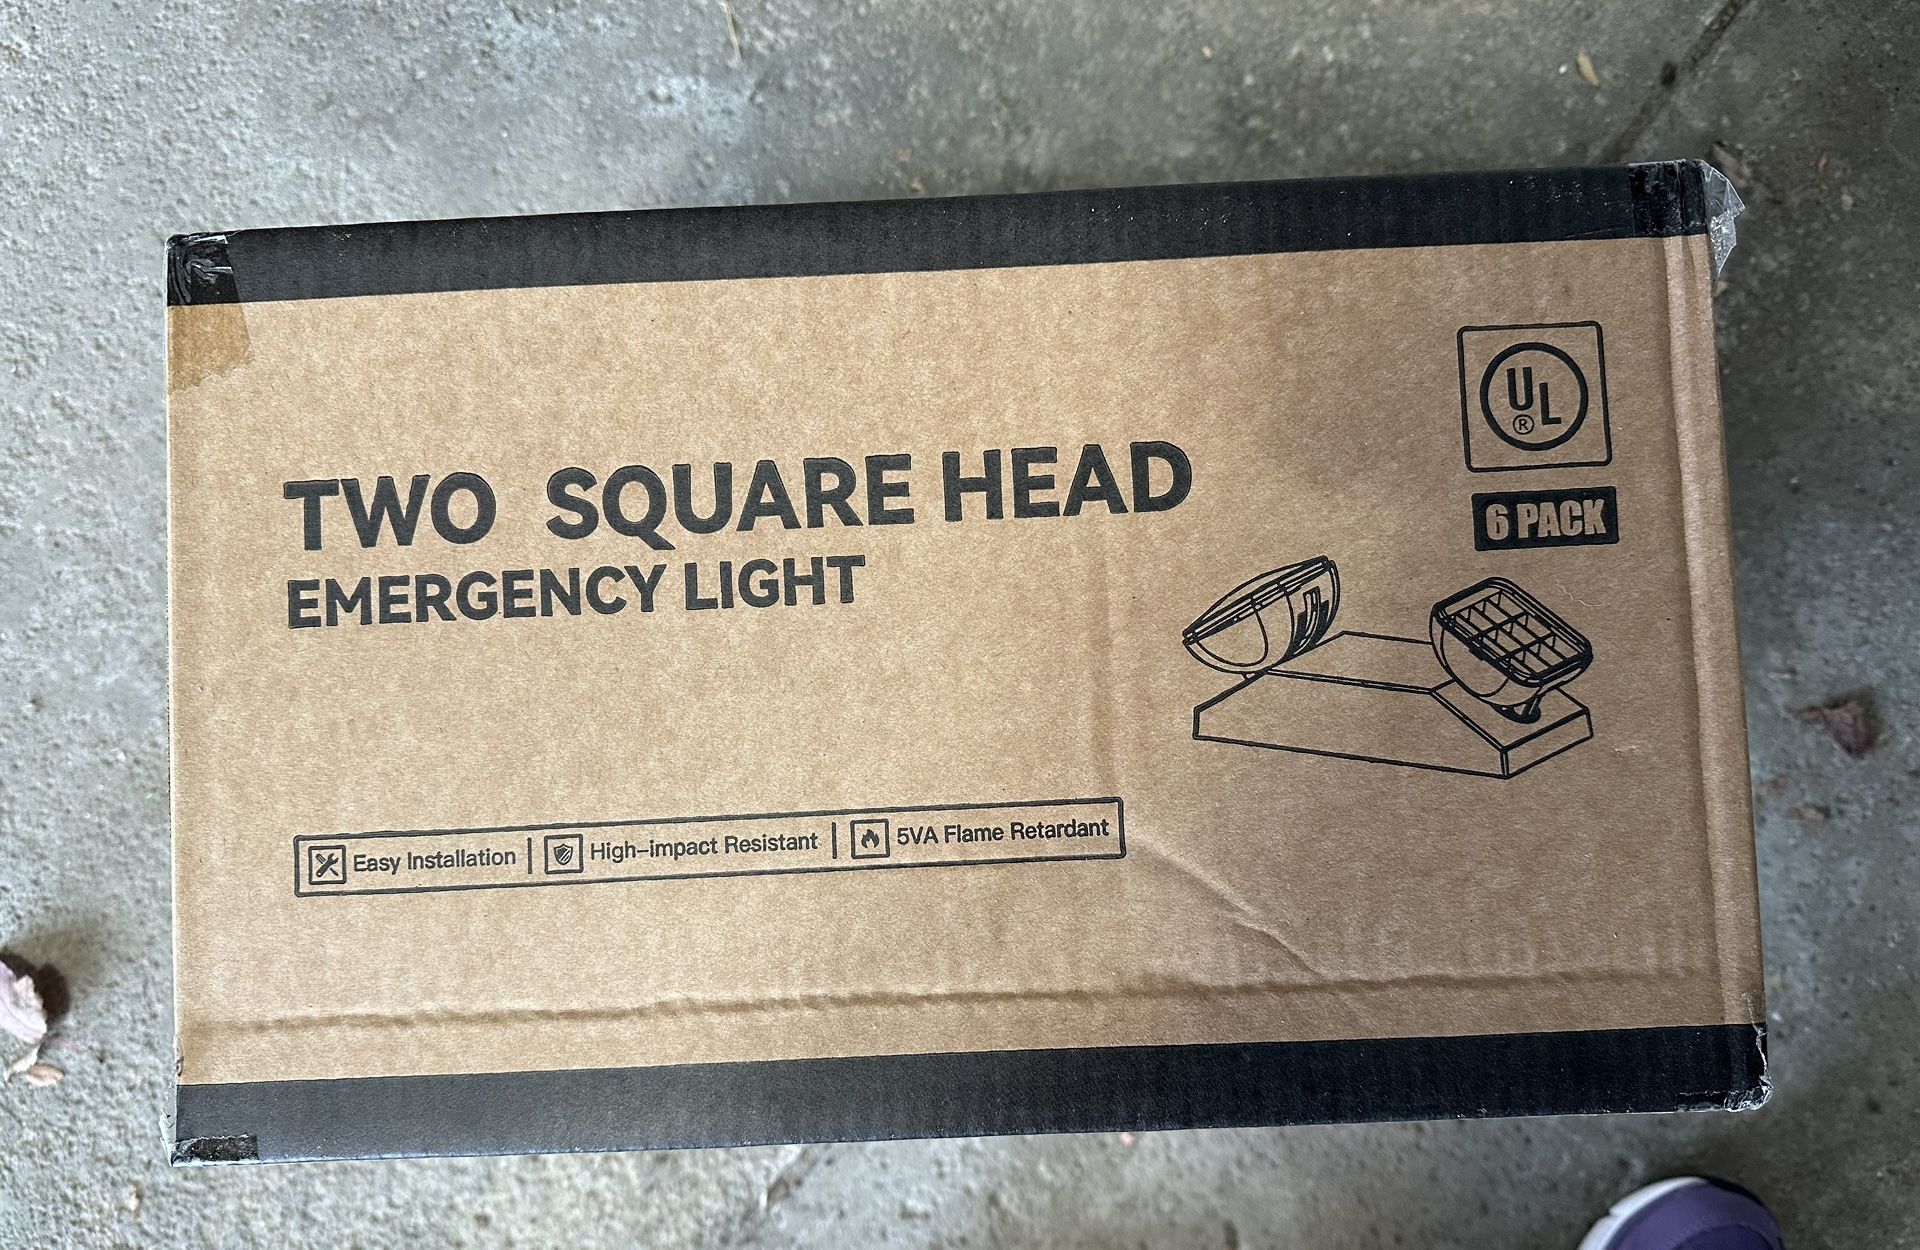 UL
®
6 PACK
TWO SQUARE HEAD
EMERGENCY LIGHT
Easy Installation | High-impact Resistant | 5VA Flame Retardant